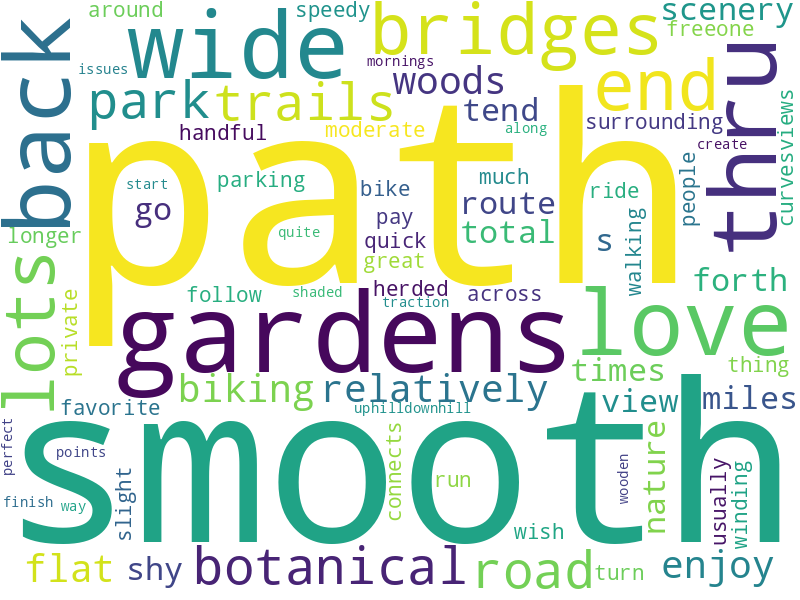 around
speedy
scenery
freeone
wide
bridges
issues
mornings
back
park
trails
woods
tend
end
thru
curvesviews
handful
moderate
along
surrounding
create
path
start
parking
bike
much
ride
people
go
pay
route
longer
quite
quick
total
s
walking
great
lots
private
follow
shaded
herded
across
forth
traction
gardens
love
thing
biking
relatively
times
view
miles
favorite
uphilldownhill
smooth
perfect
points
connects
nature
usually
finish
way
slight
run
wooden
winding
wish
flat
shy
botanical
road
turn
enjoy